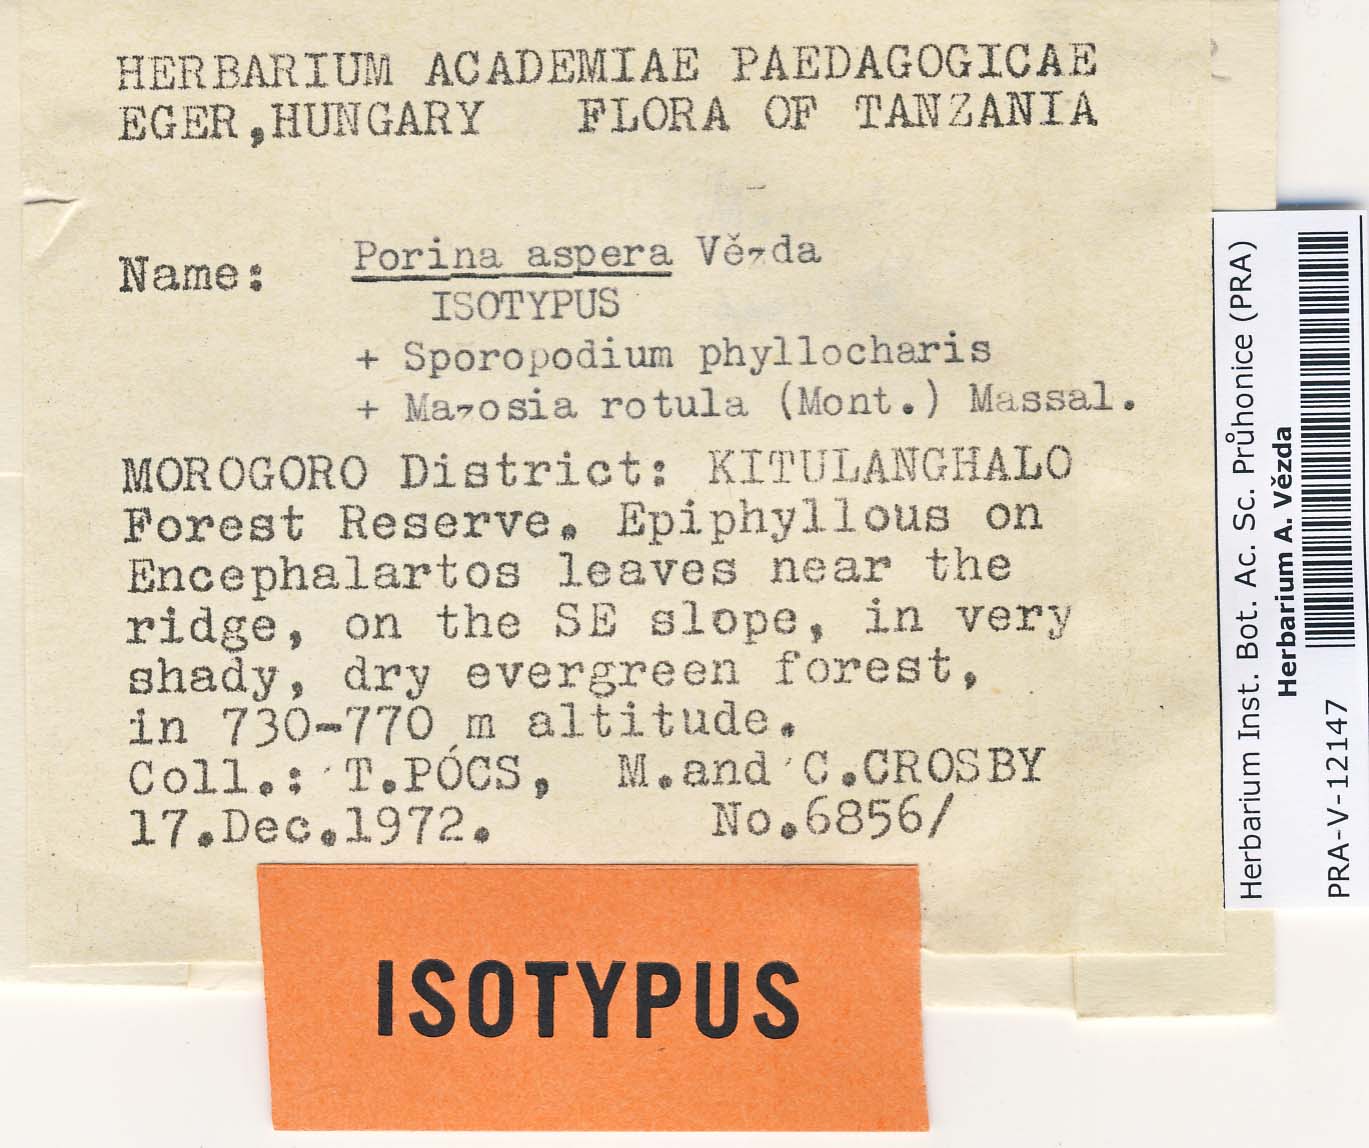 HERBARIUM ACADEMIAE PAEDAGOGICAE
EGER,HUNGARY FLORA OF TANZANIA
Name: Porina aspera Vězda
ISOTYPUS
+ Sporopodium phyllocharis
+ Mazosia rotula (Mont.) Massal.
MOROGORO District: KITULANGHALO
Forest Reserve. Epiphyllous on
Encephalartos leaves near the
ridge, on the SE slope, in very
shady, dry evergreen forest,
in 730-770 m altitude.
Coll.: T.PÓCS, M.and C.CROSBY
17.Dec.1972. No.6856/
ISOTYPUS
Herbarium Inst. Bot. Ac. Sc. Průhonice (PRA)
Herbarium A. Vězda
PRA-V-12147